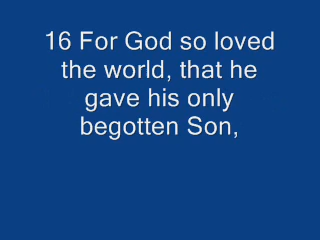 16 For God so loved
the world, that he
gave his only
begotten Son,